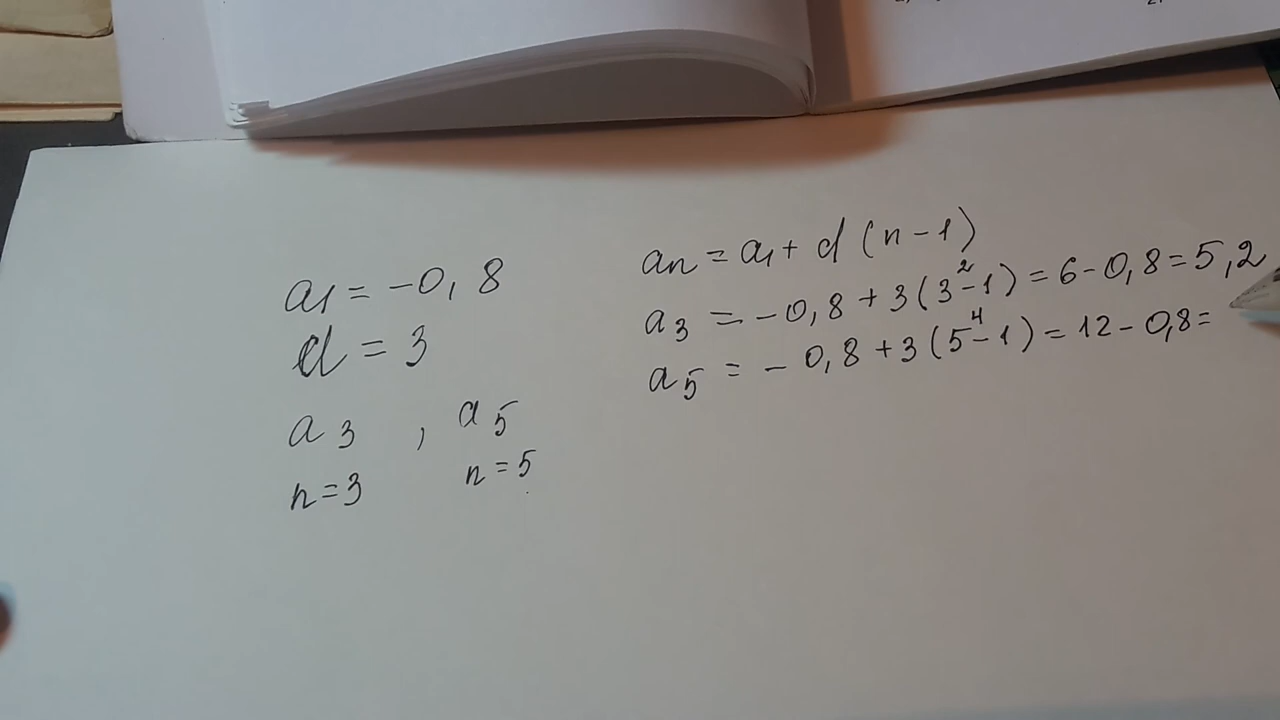 a₁ = -0,8
d = 3
a₃ , a₅
n = 3 n = 5
aₙ = a₁ + d (n - 1)
2
a₃ = -0,8 + 3 (3 - 1) = 6 - 0,8 = 5,2
4
a₅ = -0,8 + 3 (5 - 1) = 12 - 0,8 =